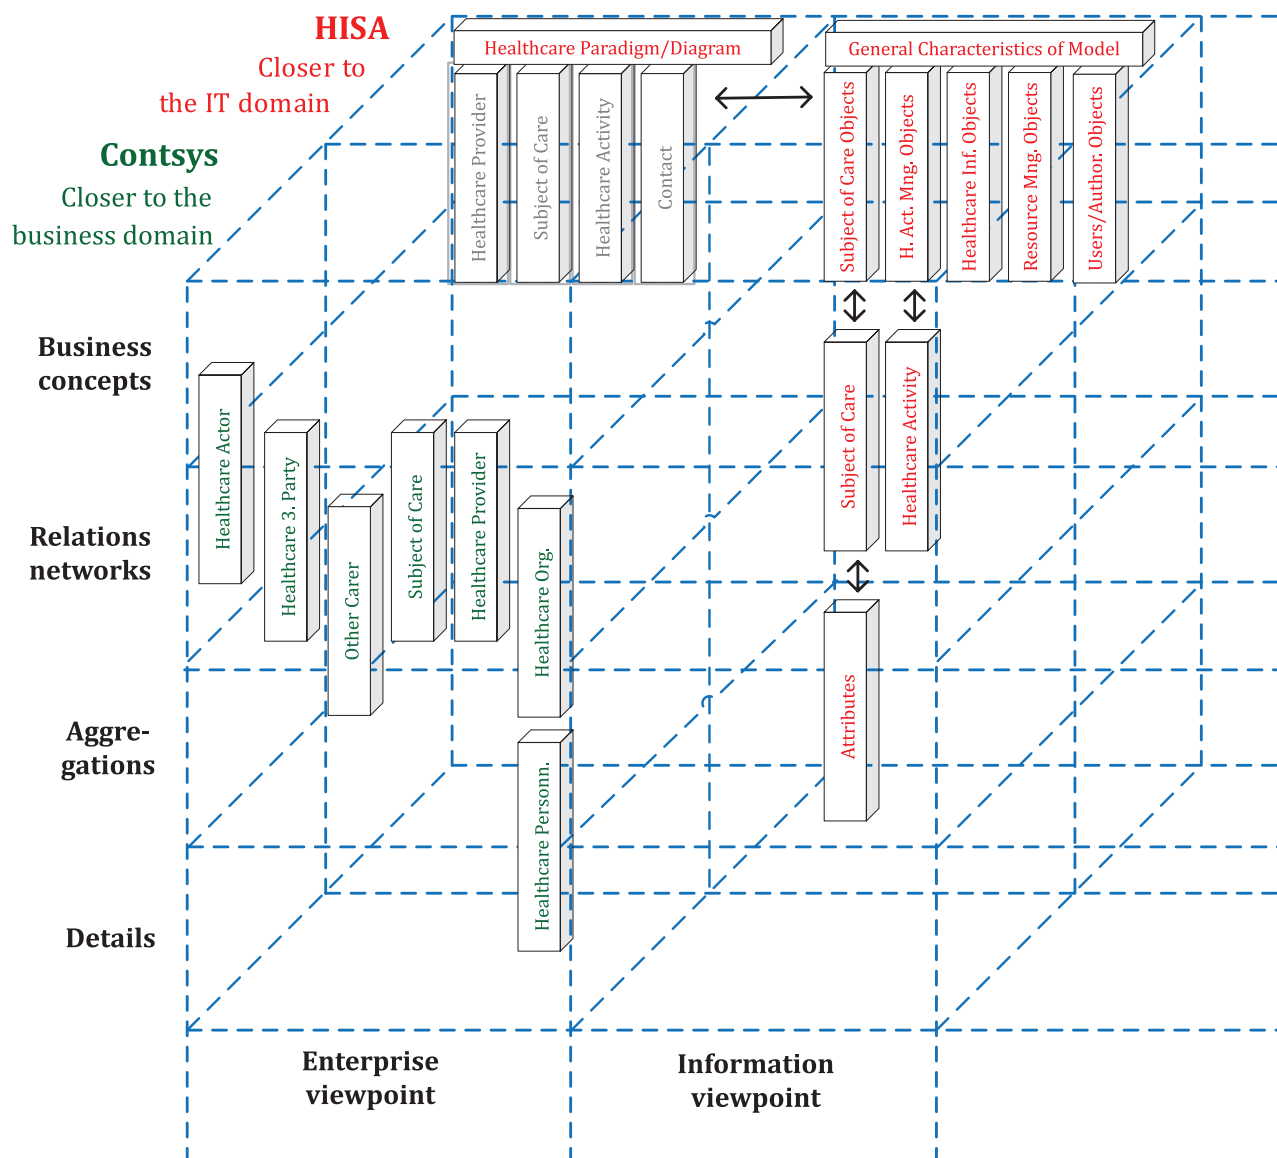 HISA
Closer to
the IT domain
Contsys
Closer to the
business domain
Healthcare Paradigm/Diagram
General Characteristics of Model
Healthcare Provider
Subject of Care
Healthcare Activity
Contact
Subject of Care Objects
H. Act. Mng. Objects
Healthcare Inf. Objects
Resource Mng. Objects
Users/Author. Objects
Business
concepts
Healthcare Actor
Healthcare 3. Party
Other Carer
Subject of Care
Healthcare Provider
Healthcare Org.
Subject of Care
Healthcare Activity
Relations
networks
Attributes
Aggre-
gations
Healthcare Personn.
Details
Enterprise
viewpoint
Information
viewpoint